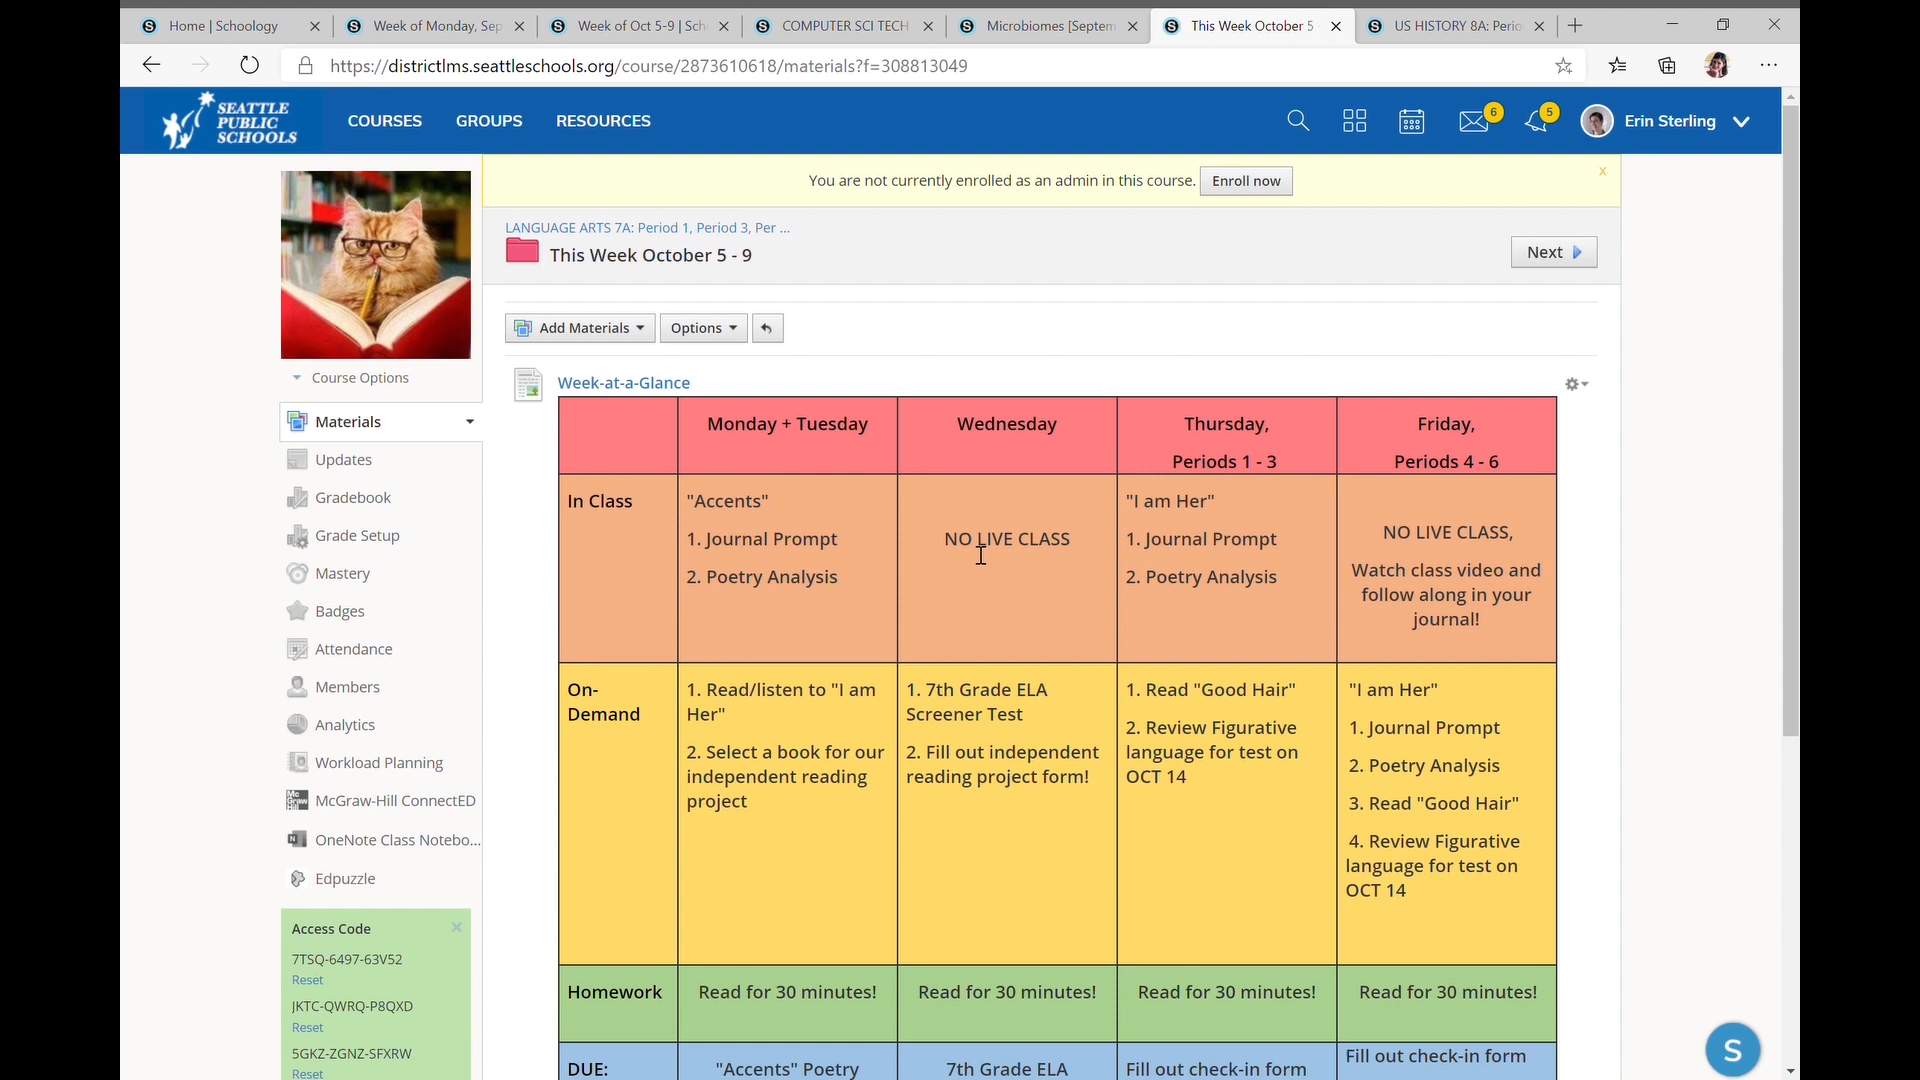 Home | Schoology
Week of Monday, Sep
Week of Oct 5-9 | Sch
COMPUTER SCI TECH
Microbiomes [Septem
This Week October 5
US HISTORY 8A: Perio
https://districtlms.seattleschools.org/course/2873610618/materials?f=308813049
SEATTLE
PUBLIC
SCHOOLS
COURSES
GROUPS
RESOURCES
6
5
Erin Sterling
You are not currently enrolled as an admin in this course.
Enroll now
x
LANGUAGE ARTS 7A: Period 1, Period 3, Per ...
This Week October 5 - 9
Next
Add Materials
Options
Course Options
Materials
Updates
Gradebook
Grade Setup
Mastery
Badges
Attendance
Members
Analytics
Workload Planning
Mc
Graw
Hill
McGraw-Hill ConnectED
N
OneNote Class Notebo...
Edpuzzle
Access Code
7TSQ-6497-63V52
Reset
JKTC-QWRQ-P8QXD
Reset
5GKZ-ZGNZ-SFXRW
Reset
Week-at-a-Glance
Monday + Tuesday
Wednesday
Thursday,
Periods 1 - 3
Friday,
Periods 4 - 6
In Class
"Accents"
1. Journal Prompt
2. Poetry Analysis
NO LIVE CLASS
"I am Her"
1. Journal Prompt
2. Poetry Analysis
NO LIVE CLASS,
Watch class video and
follow along in your
journal!
On-
Demand
1. Read/listen to "I am
Her"
2. Select a book for our
independent reading
project
1. 7th Grade ELA
Screener Test
2. Fill out independent
reading project form!
1. Read "Good Hair"
2. Review Figurative
language for test on
OCT 14
"I am Her"
1. Journal Prompt
2. Poetry Analysis
3. Read "Good Hair"
4. Review Figurative
language for test on
OCT 14
Homework
Read for 30 minutes!
Read for 30 minutes!
Read for 30 minutes!
Read for 30 minutes!
DUE:
"Accents" Poetry
7th Grade ELA
Fill out check-in form
Fill out check-in form
S